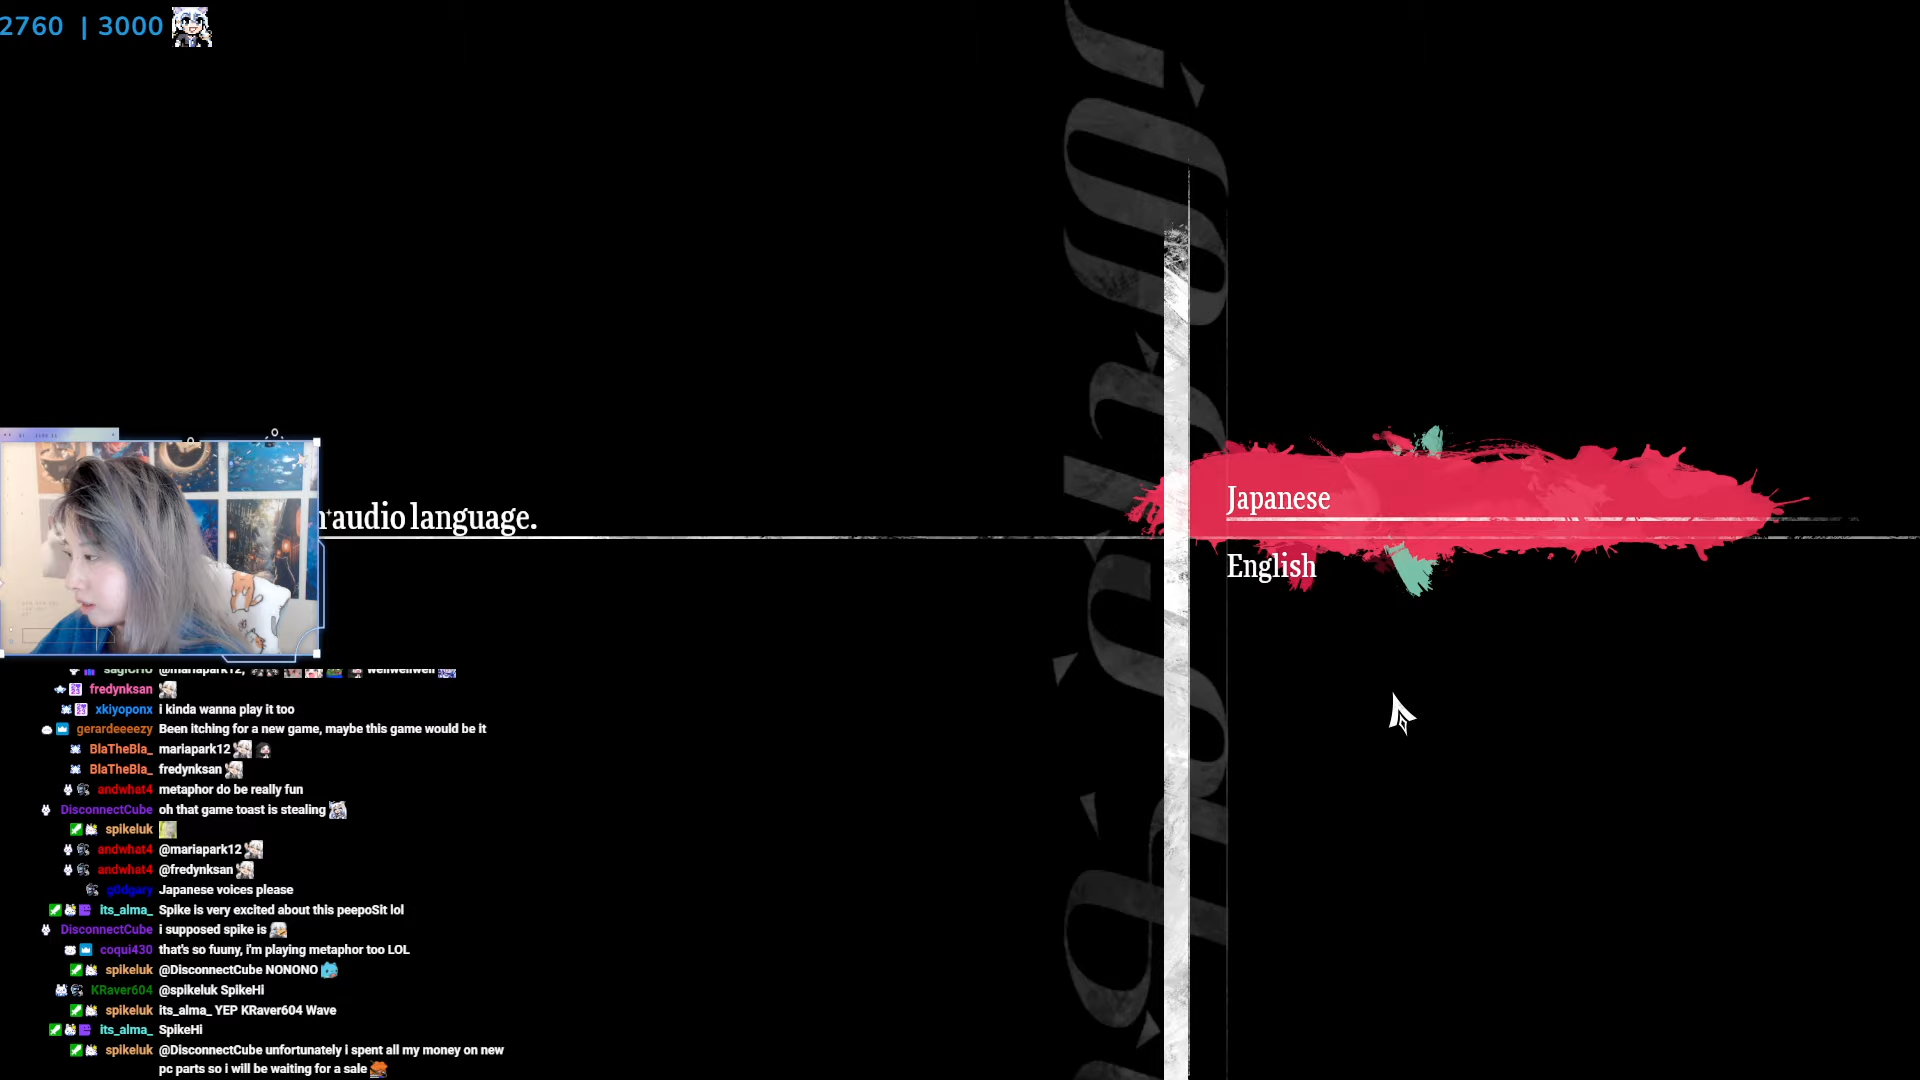 2760 | 3000
audio language.
Japanese
English
@mariapark12, wellwellwell
fredynksan
xkiyoponx i kinda wanna play it too
gerardeeeezy Been itching for a new game, maybe this game would be it
BlaTheBla_ mariapark12
BlaTheBla_ fredynksan
andwhat4 metaphor do be really fun
DisconnectCube oh that game toast is stealing
spikeluk
andwhat4 @mariapark12
andwhat4 @fredynksan
g0dgary Japanese voices please
its_alma_ Spike is very excited about this peepoSit lol
DisconnectCube i supposed spike is
coqui430 that's so fuuny, i'm playing metaphor too LOL
spikeluk @DisconnectCube NONONO
KRaver604 @spikeluk SpikeHi
spikeluk its_alma_ YEP KRaver604 Wave
its_alma_ SpikeHi
spikeluk @DisconnectCube unfortunately i spent all my money on new
pc parts so i will be waiting for a sale